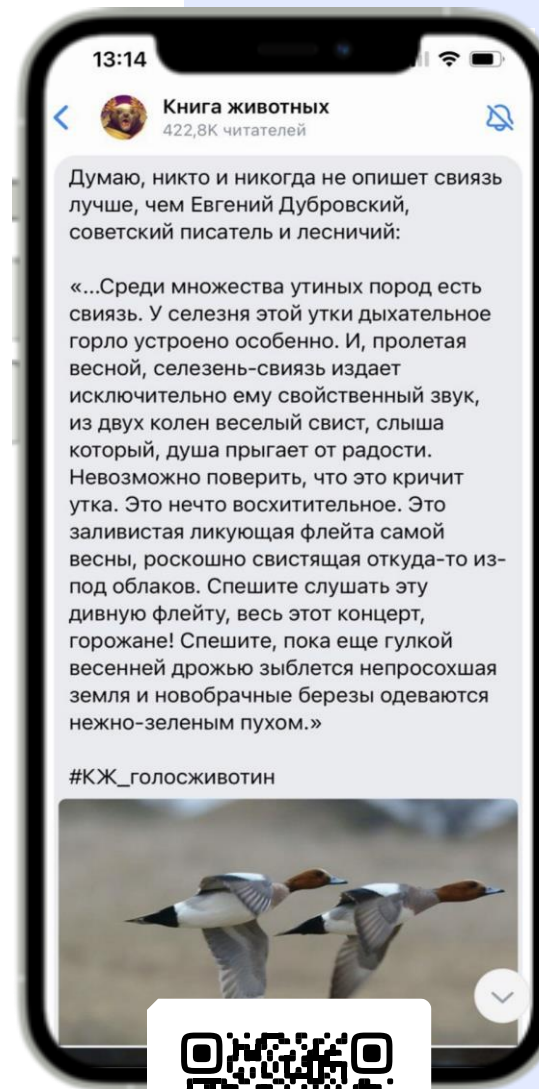 13:14
Книга животных
422,8K читателей
Думаю, никто и никогда не опишет свиязь
лучше, чем Евгений Дубровский,
советский писатель и лесничий:
«...Среди множества утиных пород есть
свиязь. У селезня этой утки дыхательное
горло устроено особенно. И, пролетая
весной, селезень-свиязь издает
исключительно ему свойственный звук,
из двух колен веселый свист, слыша
который, душа прыгает от радости.
Невозможно поверить, что это кричит
утка. Это нечто восхитительное. Это
заливистая ликующая флейта самой
весны, роскошно свистящая откуда-то из-
под облаков. Спешите слушать эту
дивную флейту, весь этот концерт,
горожане! Спешите, пока еще гулкой
весенней дрожью зыблется непросохшая
земля и новобрачные березы одеваются
нежно-зеленым пухом.»
#КЖ_голосживотин